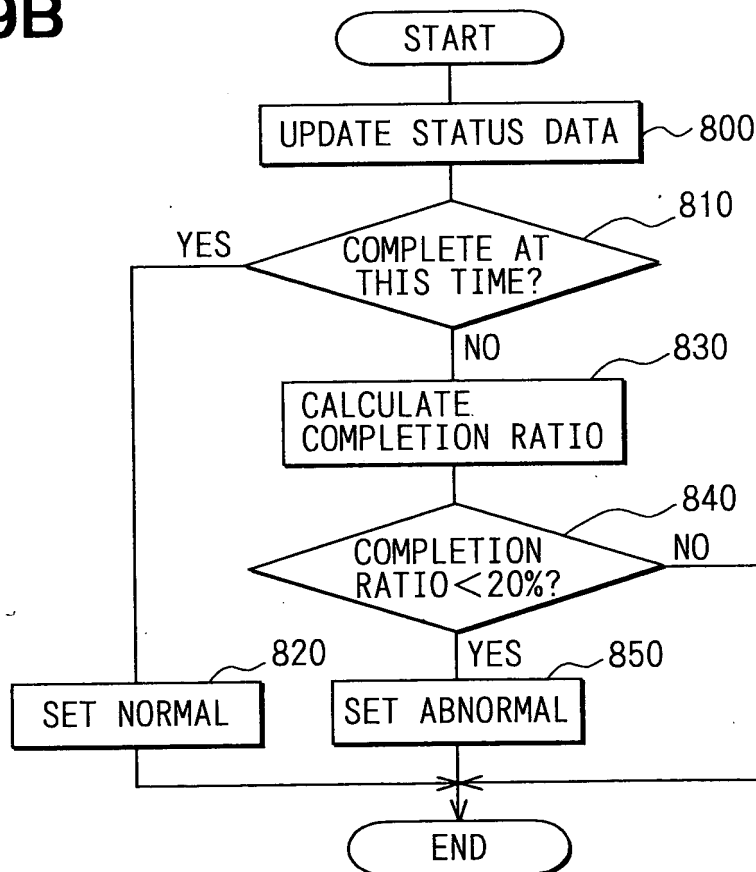 9B
START
UPDATE STATUS DATA
800
810
YES
COMPLETE AT
THIS TIME?
NO
830
CALCULATE
COMPLETION RATIO
840
COMPLETION
RATIO<20%?
NO
YES
820
850
SET NORMAL
SET ABNORMAL
END